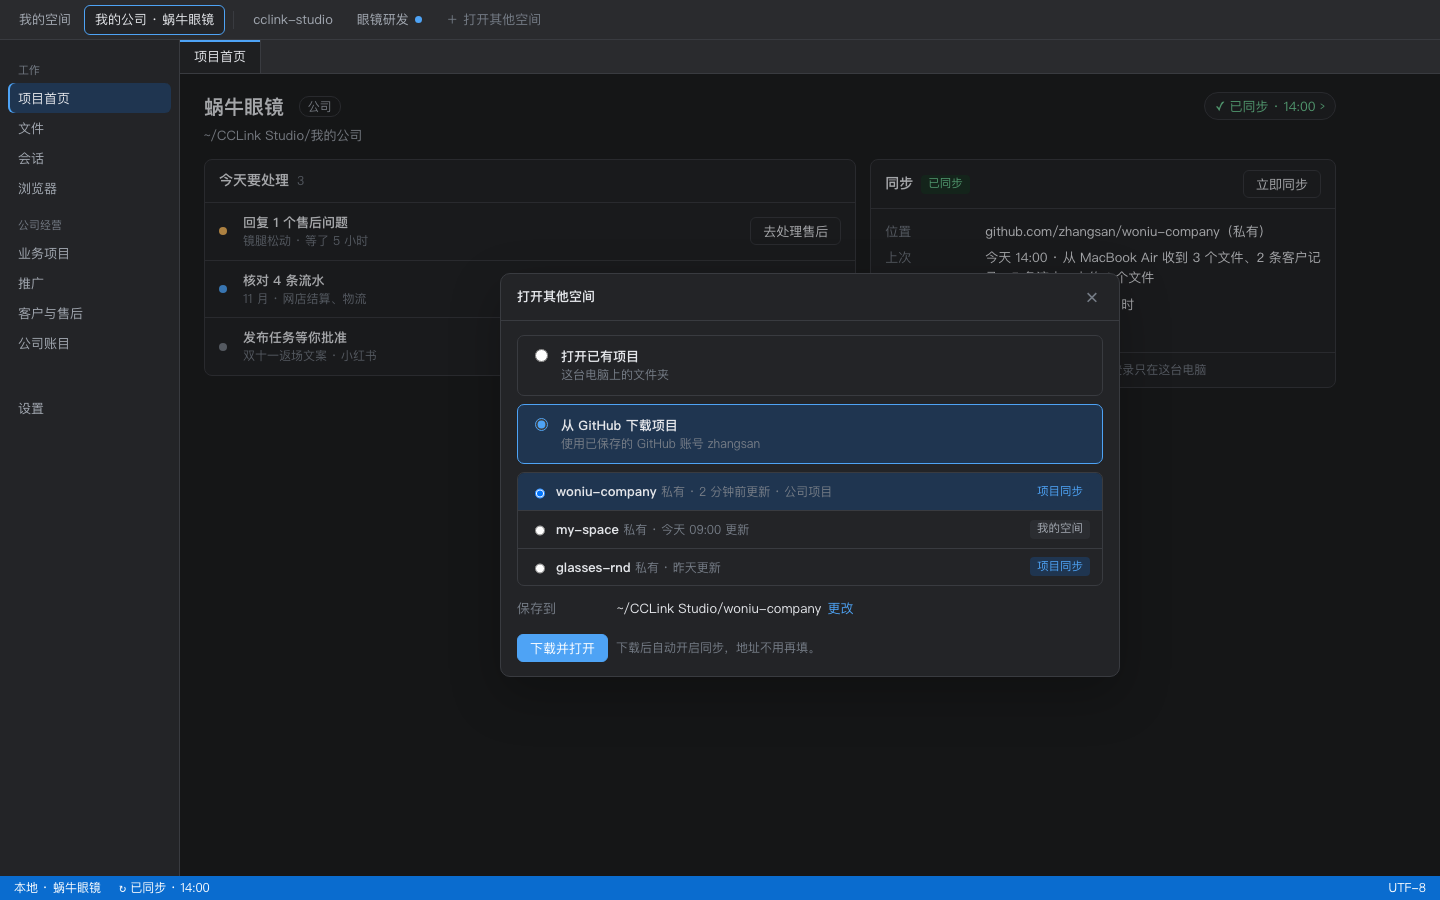 我的空间
我的公司 · 蜗牛眼镜
cclink-studio
眼镜研发
+ 打开其他空间
工作
项目首页
文件
会话
浏览器
公司经营
业务项目
推广
客户与售后
公司账目
设置
项目首页
蜗牛眼镜
公司
✓ 已同步 · 14:00 ›
~/CCLink Studio/我的公司
今天要处理 3
回复 1 个售后问题
镜腿松动 · 等了 5 小时
去处理售后
核对 4 条流水
11 月 · 网店结算、物流
发布任务等你批准
双十一返场文案 · 小红书
同步
已同步
立即同步
位置
github.com/zhangsan/woniu-company（私有）
上次
今天 14:00 · 从 MacBook Air 收到 3 个文件、2 条客户记
个文件
时
录只在这台电脑
打开其他空间
✕
打开已有项目
这台电脑上的文件夹
从 GitHub 下载项目
使用已保存的 GitHub 账号 zhangsan
woniu-company 私有 · 2 分钟前更新 · 公司项目
项目同步
my-space 私有 · 今天 09:00 更新
我的空间
glasses-rnd 私有 · 昨天更新
项目同步
保存到
~/CCLink Studio/woniu-company 更改
下载并打开
下载后自动开启同步，地址不用再填。
本地 · 蜗牛眼镜
↻ 已同步 · 14:00
UTF-8